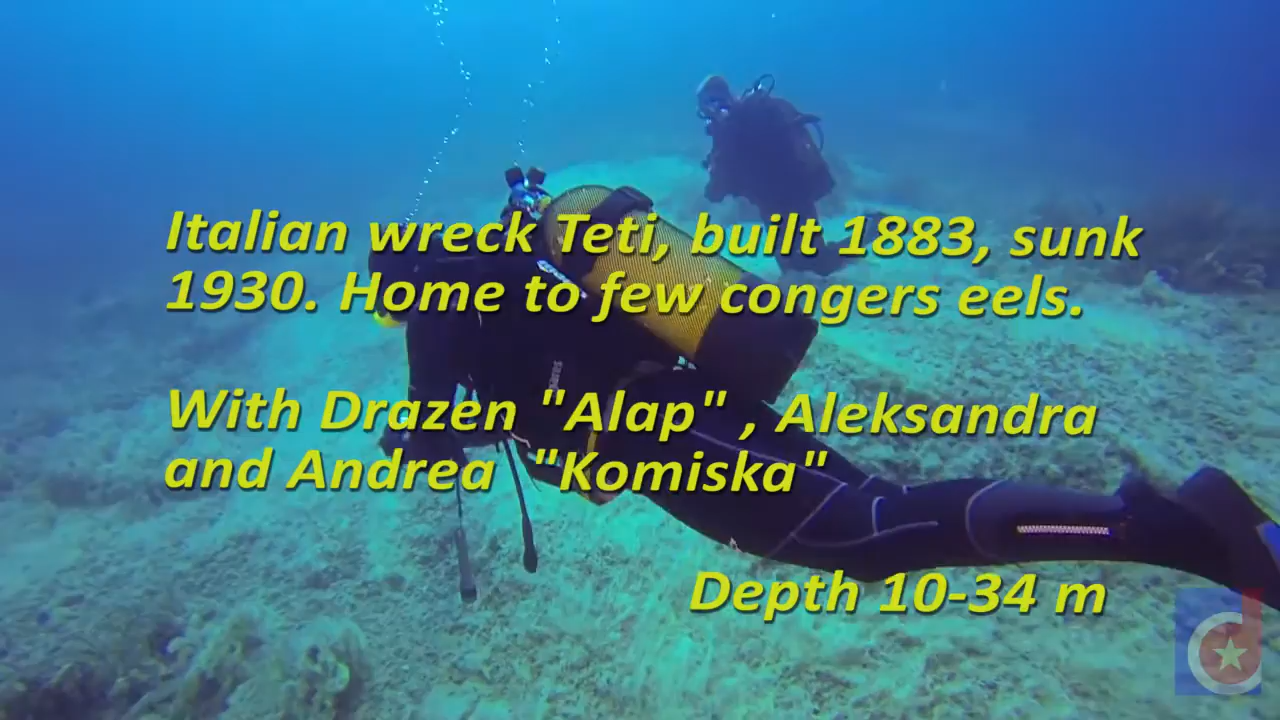 Italian wreck Teti, built 1883, sunk
1930. Home to few congers eels.
With Drazen "Alap" , Aleksandra
and Andrea "Komiska"
Depth 10-34 m